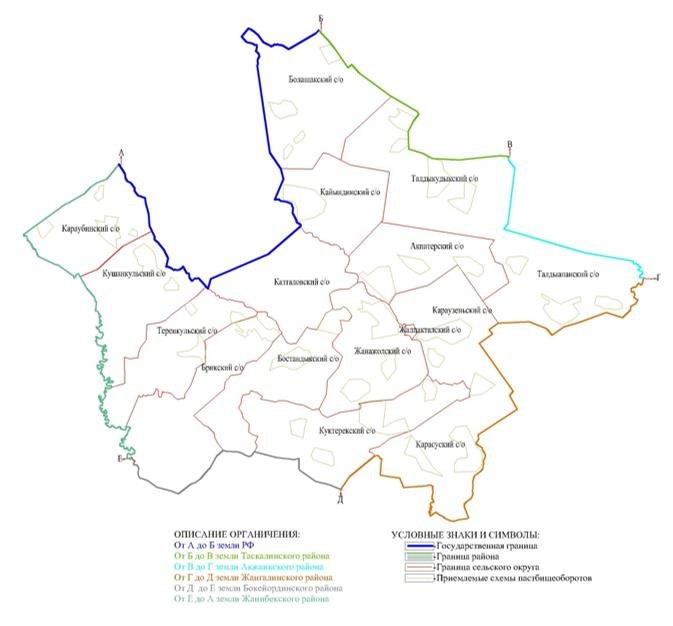 Б
Болашакский с/о
В
А
Талдыкудыкский с/о
Кайындинский с/о
Караубинский с/о
Акпатерский с/о
Кушанкульский с/о
Талдыапанский с/о
Г
Казталовский с/о
Караузеньский с/о
Теренкульский с/о
Жалпакталский с/о
Жанажолский с/о
Бостандыкский с/о
Брикский с/о
Куктерекский с/о
Карасуский с/о
Е
Д
ОПИСАНИЕ ОРГАНИЧЕНИЯ:
От А до Б земли РФ
От Б до В земли Таскалинского района
От В до Г земли Акжаикского района
От Г до Д земли Жангалинского района
От Д до Е земли Бокейординского района
От Е до А земли Жанибекского района
УСЛОВНЫЕ ЗНАКИ И СИМВОЛЫ:
Государственная граница
Граница района
Граница сельского округа
Приемлемые схемы пастбищеоборотов